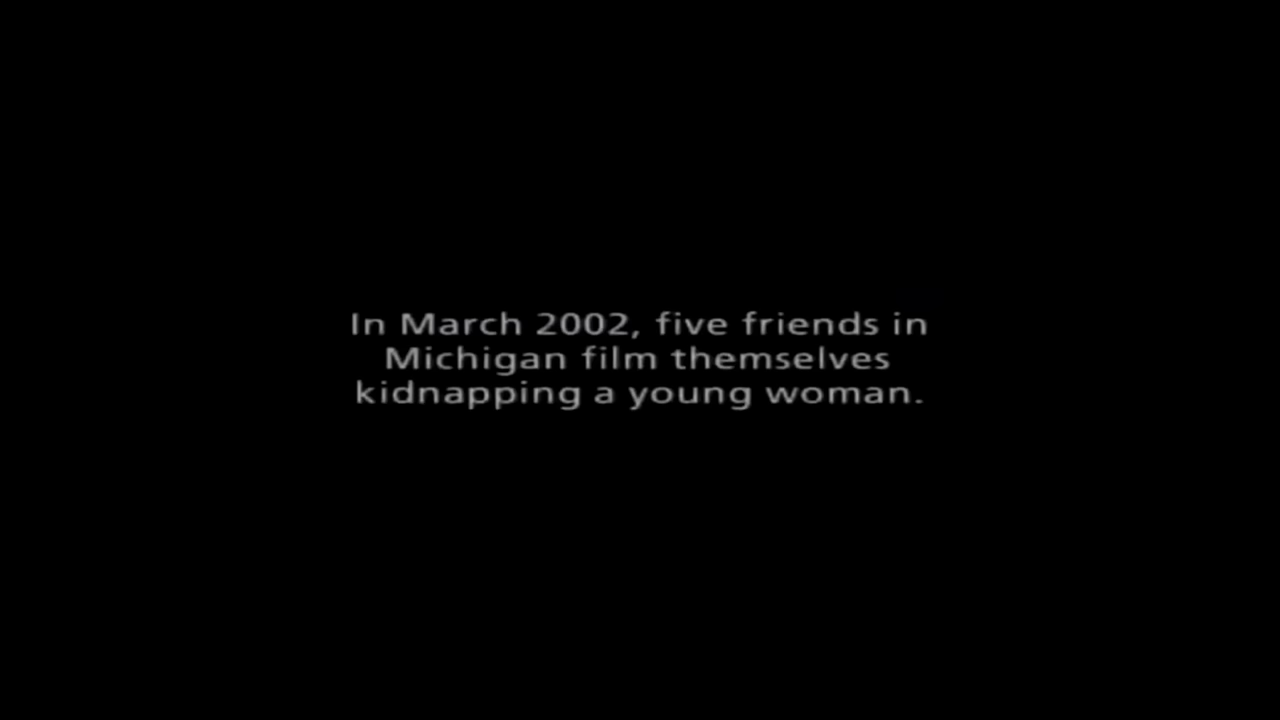 In March 2002, five friends in
Michigan film themselves
kidnapping a young woman.